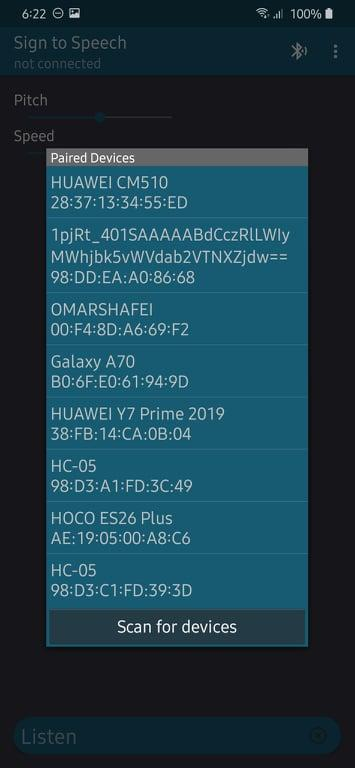 6:22
100%
Sign to Speech
not connected
Pitch
Speed
Paired Devices
HUAWEI CM510
28:37:13:34:55:ED
1pjRt_401SAAAAABdCczRlLWIy
MWhjbk5vWVdab2VTNXZjdw==
98:DD:EA:A0:86:68
OMARSHAFEI
00:F4:8D:A6:69:F2
Galaxy A70
B0:6F:E0:61:94:9D
HUAWEI Y7 Prime 2019
38:FB:14:CA:0B:04
HC-05
98:D3:A1:FD:3C:49
HOCO ES26 Plus
AE:19:05:00:A8:C6
HC-05
98:D3:C1:FD:39:3D
Scan for devices
Listen